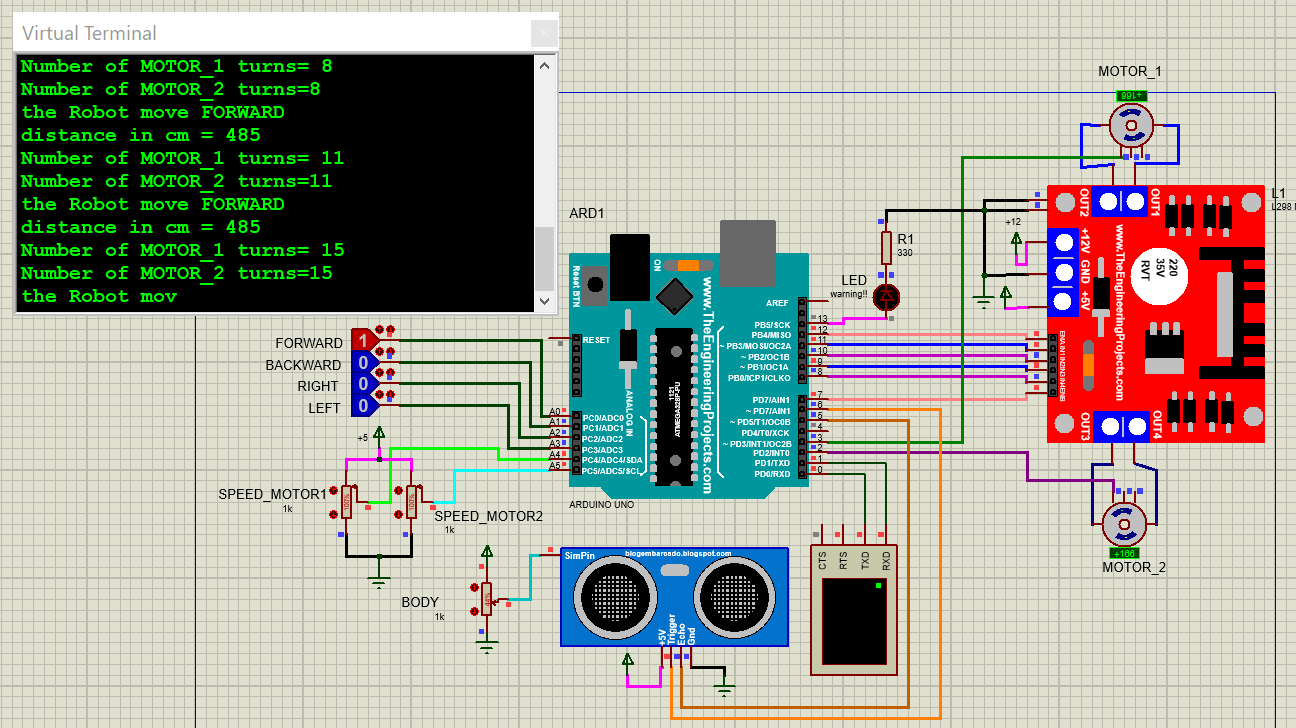 Virtual Terminal
Number of MOTOR_1 turns= 8
Number of MOTOR_2 turns=8
the Robot move FORWARD
distance in cm = 485
Number of MOTOR_1 turns= 11
Number of MOTOR_2 turns=11
the Robot move FORWARD
distance in cm = 485
Number of MOTOR_1 turns= 15
Number of MOTOR_2 turns=15
the Robot mov
FORWARD
1
BACKWARD
0
RIGHT
0
LEFT
0
+5
SPEED_MOTOR1
1k
100%
SPEED_MOTOR2
1k
100%
BODY
1k
44%
ARD1
ON
Reset BTN
www.TheEngineeringProjects.com
AREF
RESET
PB5/SCK
13
PB4/MISO
12
~ PB3/MOSI/OC2A
11
~ PB2/OC1B
10
~ PB1/OC1A
9
PB0/ICP1/CLKO
8
1121
ATMEGA328P-PU
ANALOG IN
PD7/AIN1
7
~ PD7/AIN1
6
~ PD5/T1/OC0B
5
PD4/T0/XCK
4
~ PD3/INT1/OC2B
3
PD2/INT0
2
PD1/TXD
1
PD0/RXD
0
A0
PC0/ADC0
A1
PC1/ADC1
A2
PC2/ADC2
A3
PC3/ADC3
A4
PC4/ADC4/SDA
A5
PC5/ADC5/SCL
ARDUINO UNO
R1
330
LED
warning!!
MOTOR_1
+166
L1
L298
OUT2
OUT1
+12
+12V
GND
+5V
www.TheEngineeringProjects.com
220
35V
RVT
OUT3
OUT4
+166
MOTOR_2
SimPin
blogembarcado.blogspot.com
+5V
Trigger
Echo
Gnd
CTS
RTS
TXD
RXD